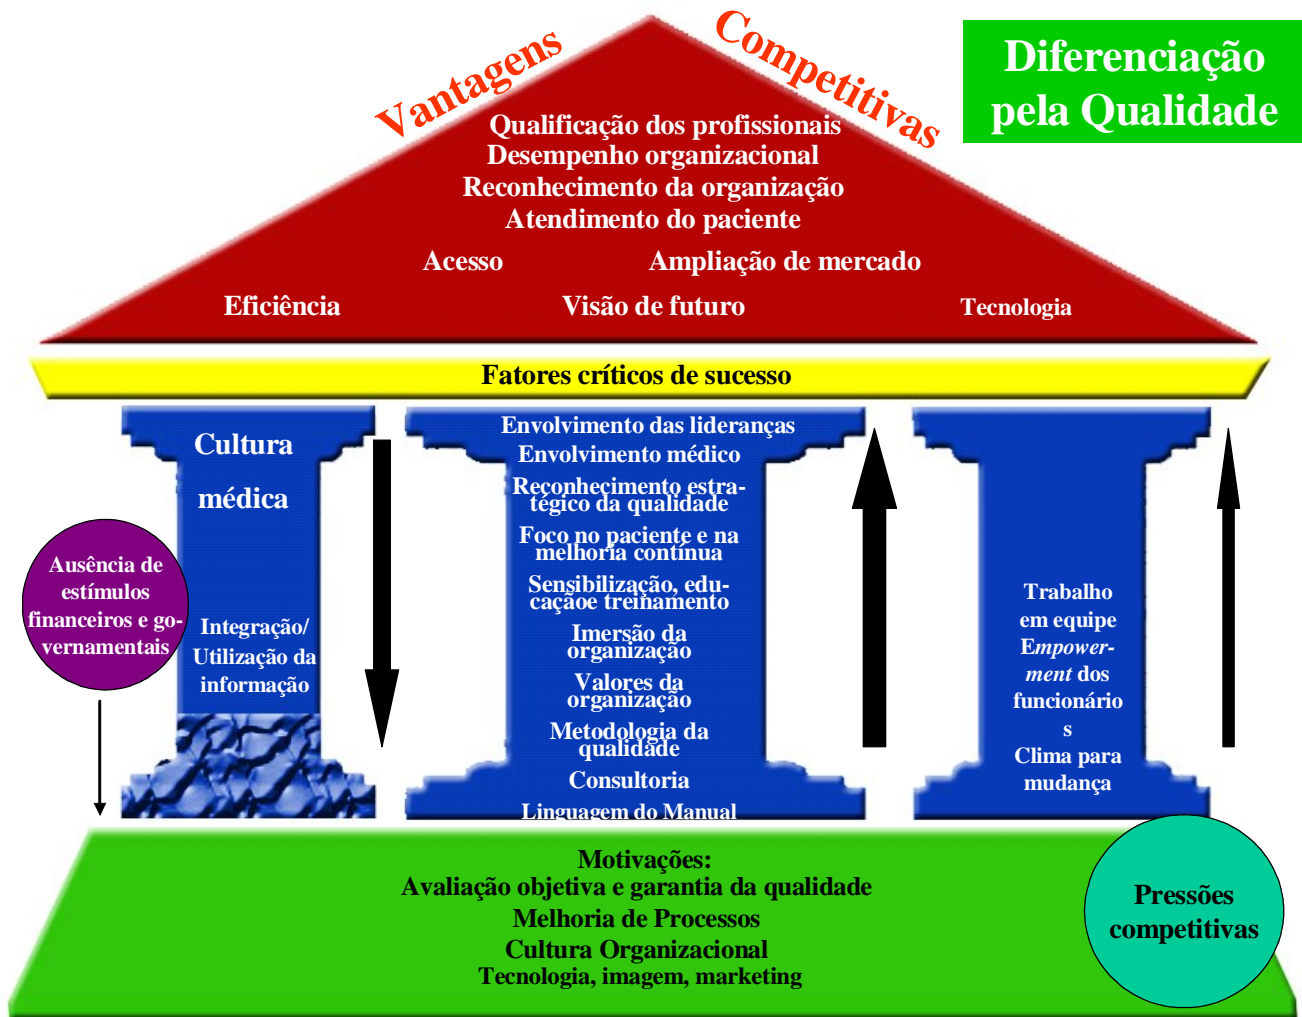 Vantagens
Competitivas
Diferenciação
pela Qualidade
Qualificação dos profissionais
Desempenho organizacional
Reconhecimento da organização
Atendimento do paciente
Acesso
Ampliação de mercado
Eficiência
Visão de futuro
Tecnologia
Fatores críticos de sucesso
Cultura
médica
Integração/
Utilização da
informação
Ausência de
estímulos
financeiros e go-
vernamentais
Envolvimento das lideranças
Envolvimento médico
Reconhecimento estra-
tégico da qualidade
Foco no paciente e na
melhoria contínua
Sensibilização, edu-
caçãoe treinamento
Imersão da
organização
Valores da
organização
Metodologia da
qualidade
Consultoria
Linguagem do Manual
Trabalho
em equipe
Empower-
ment dos
funcionário
s
Clima para
mudança
Motivações:
Avaliação objetiva e garantia da qualidade
Melhoria de Processos
Cultura Organizacional
Tecnologia, imagem, marketing
Pressões
competitivas